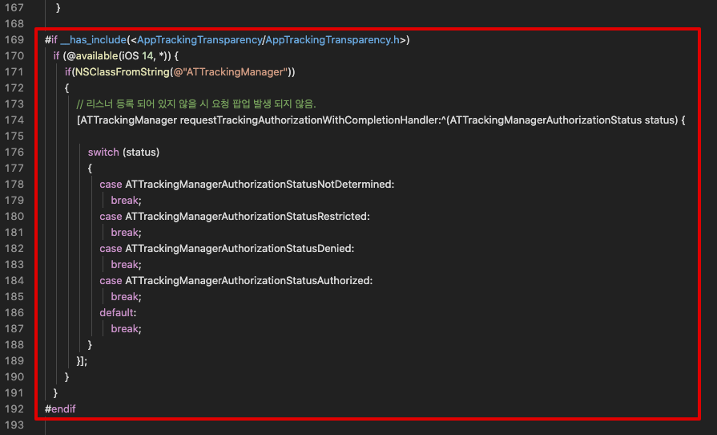 167 }
168
169 #if __has_include(<AppTrackingTransparency/AppTrackingTransparency.h>)
170 if (@available(iOS 14, *)) {
171 if(NSClassFromString(@"ATTrackingManager"))
172 {
173 // 리스너 등록 되어 있지 않을 시 요청 팝업 발생 되지 않음.
174 [ATTrackingManager requestTrackingAuthorizationWithCompletionHandler:^(ATTrackingManagerAuthorizationStatus status) {
175
176 switch (status)
177 {
178 case ATTrackingManagerAuthorizationStatusNotDetermined:
179 break;
180 case ATTrackingManagerAuthorizationStatusRestricted:
181 break;
182 case ATTrackingManagerAuthorizationStatusDenied:
183 break;
184 case ATTrackingManagerAuthorizationStatusAuthorized:
185 break;
186 default:
187 break;
188 }
189 }];
190 }
191 }
192 #endif
193